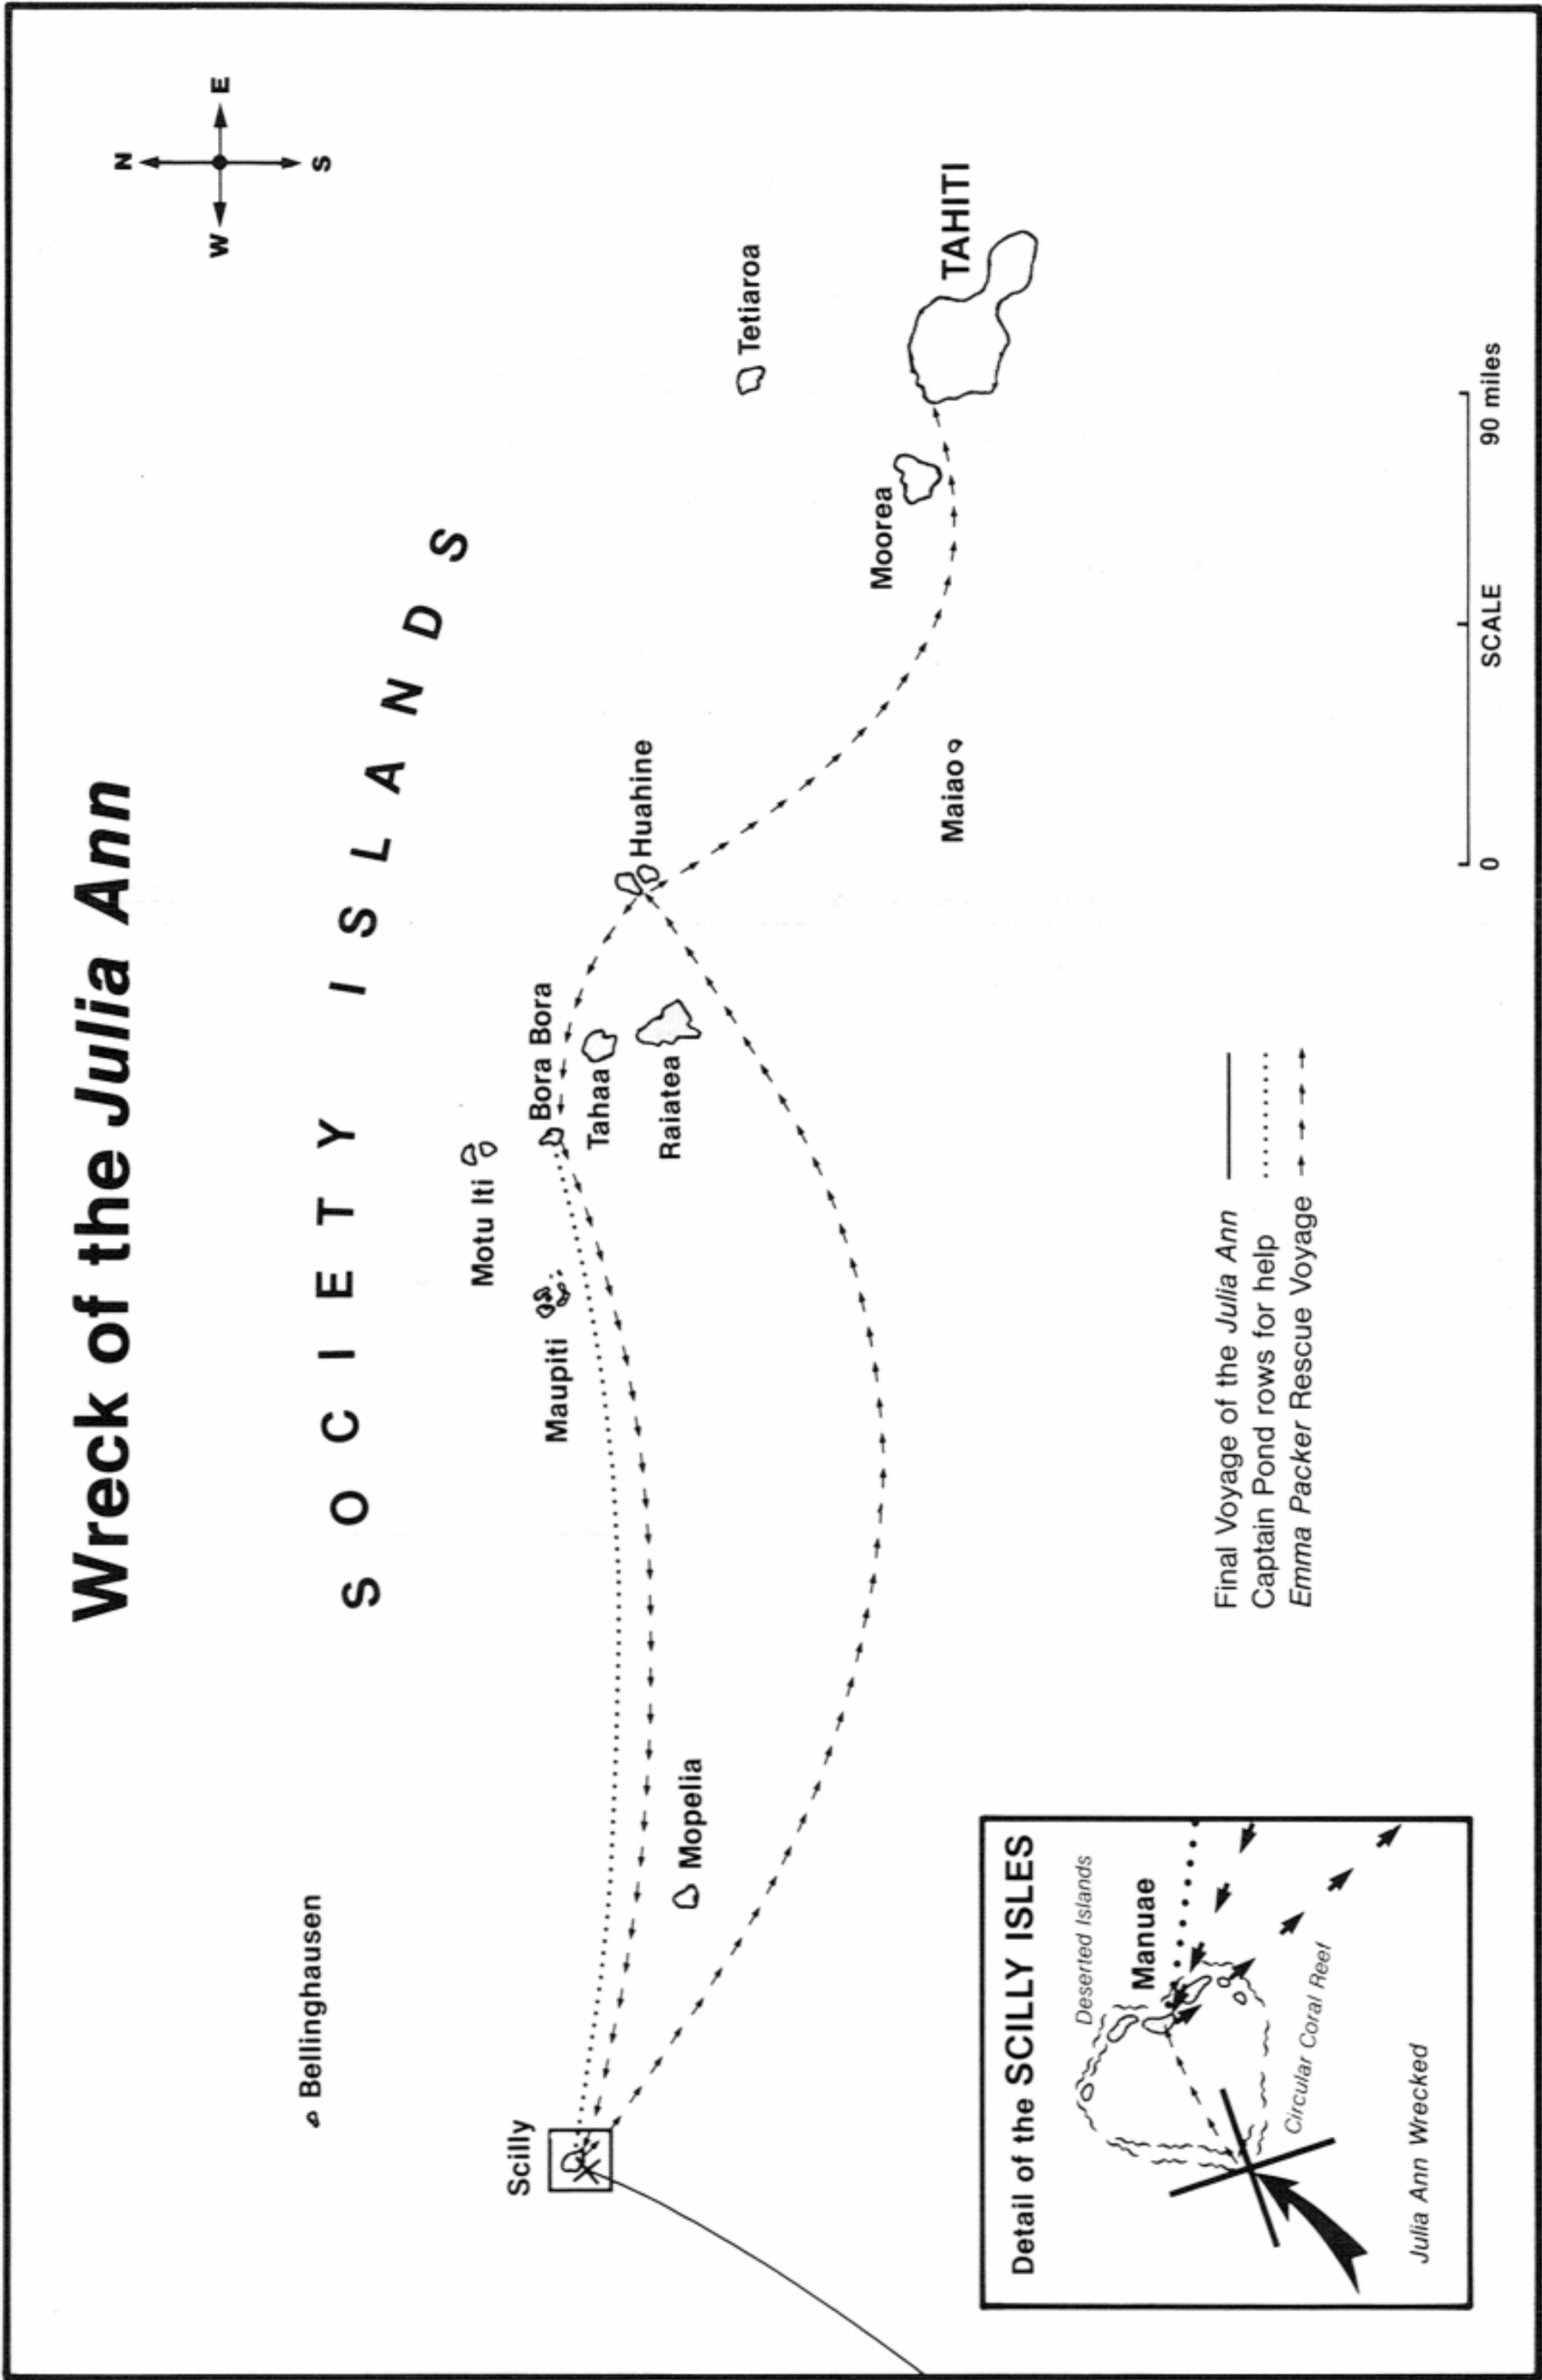 Wreck of the Julia Ann
SOCIETY ISLANDS
N
W
E
S
Bellinghausen
Motu Iti
Scilly
Maupiti
Bora Bora
Tahaa
Huahine
Mopelia
Raiatea
Tetiaroa
Moorea
TAHITI
Maiao
Detail of the SCILLY ISLES
Deserted Islands
Manuae
Circular Coral Reef
Julia Ann Wrecked
Final Voyage of the Julia Ann
Captain Pond rows for help
Emma Packer Rescue Voyage
0
SCALE
90 miles